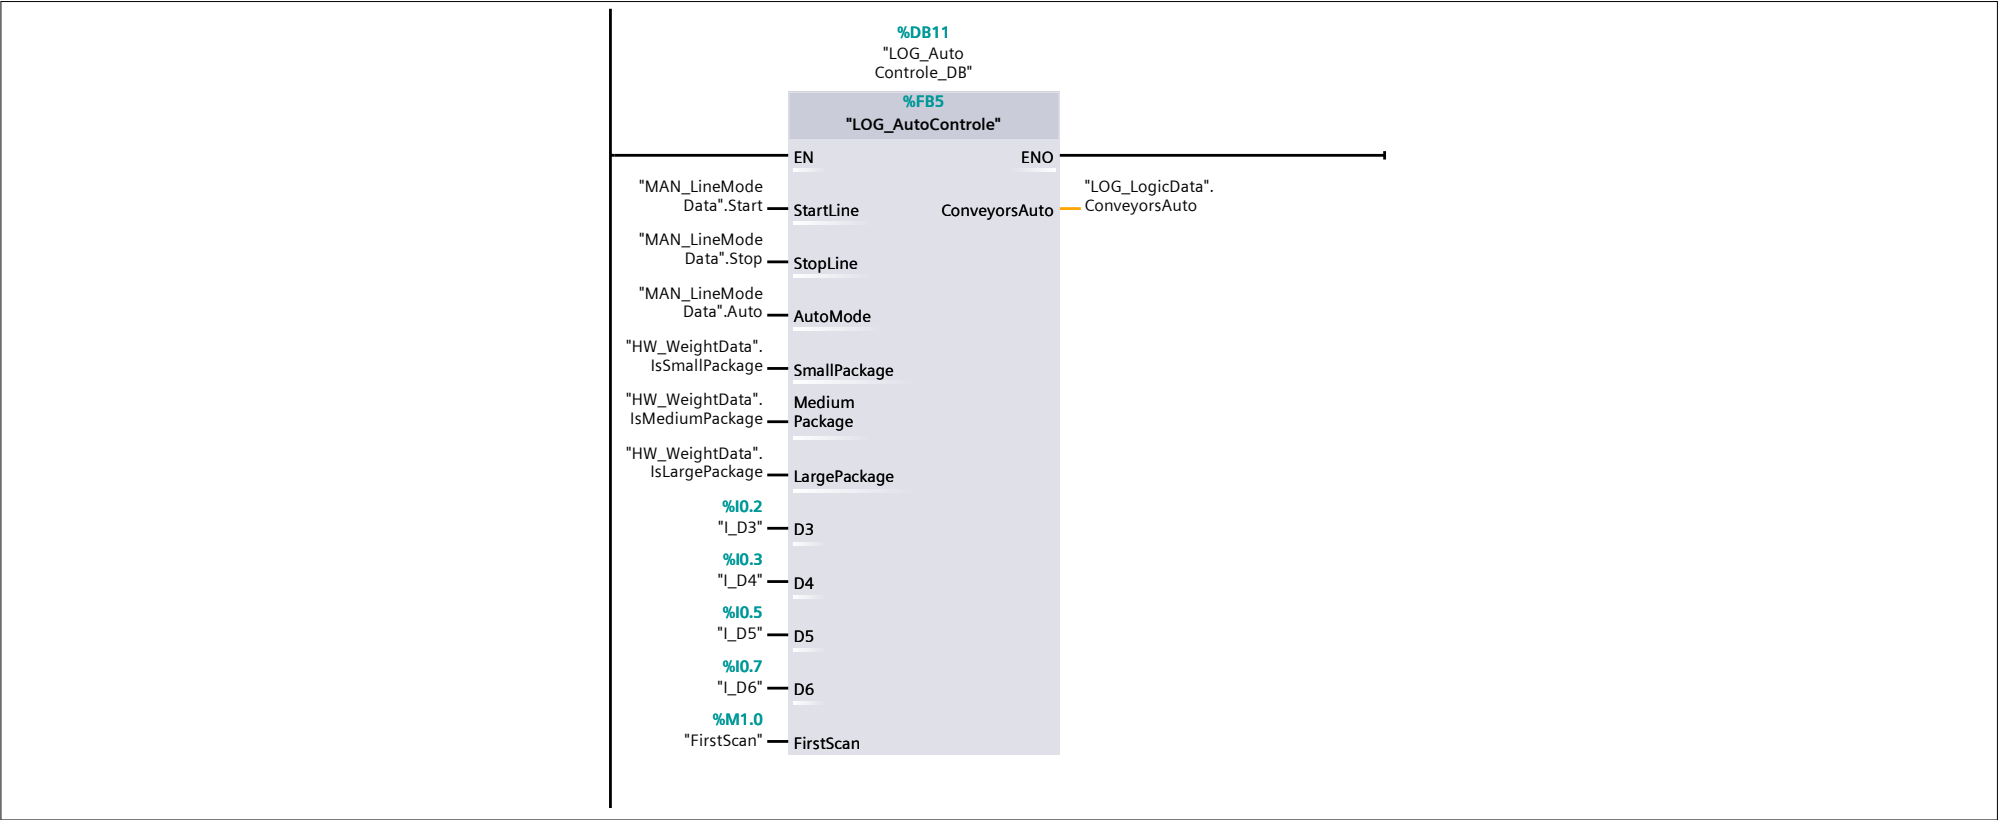 %DB11
"LOG_Auto
Controle_DB"
%FB5
"LOG_AutoControle"
EN
ENO
"MAN_LineMode
Data".Start
StartLine
ConveyorsAuto
"LOG_LogicData".
ConveyorsAuto
"MAN_LineMode
Data".Stop
StopLine
"MAN_LineMode
Data".Auto
AutoMode
"HW_WeightData".
IsSmallPackage
SmallPackage
"HW_WeightData".
IsMediumPackage
Medium
Package
"HW_WeightData".
IsLargePackage
LargePackage
%I0.2
"I_D3"
D3
%I0.3
"I_D4"
D4
%I0.5
"I_D5"
D5
%I0.7
"I_D6"
D6
%M1.0
"FirstScan"
FirstScan